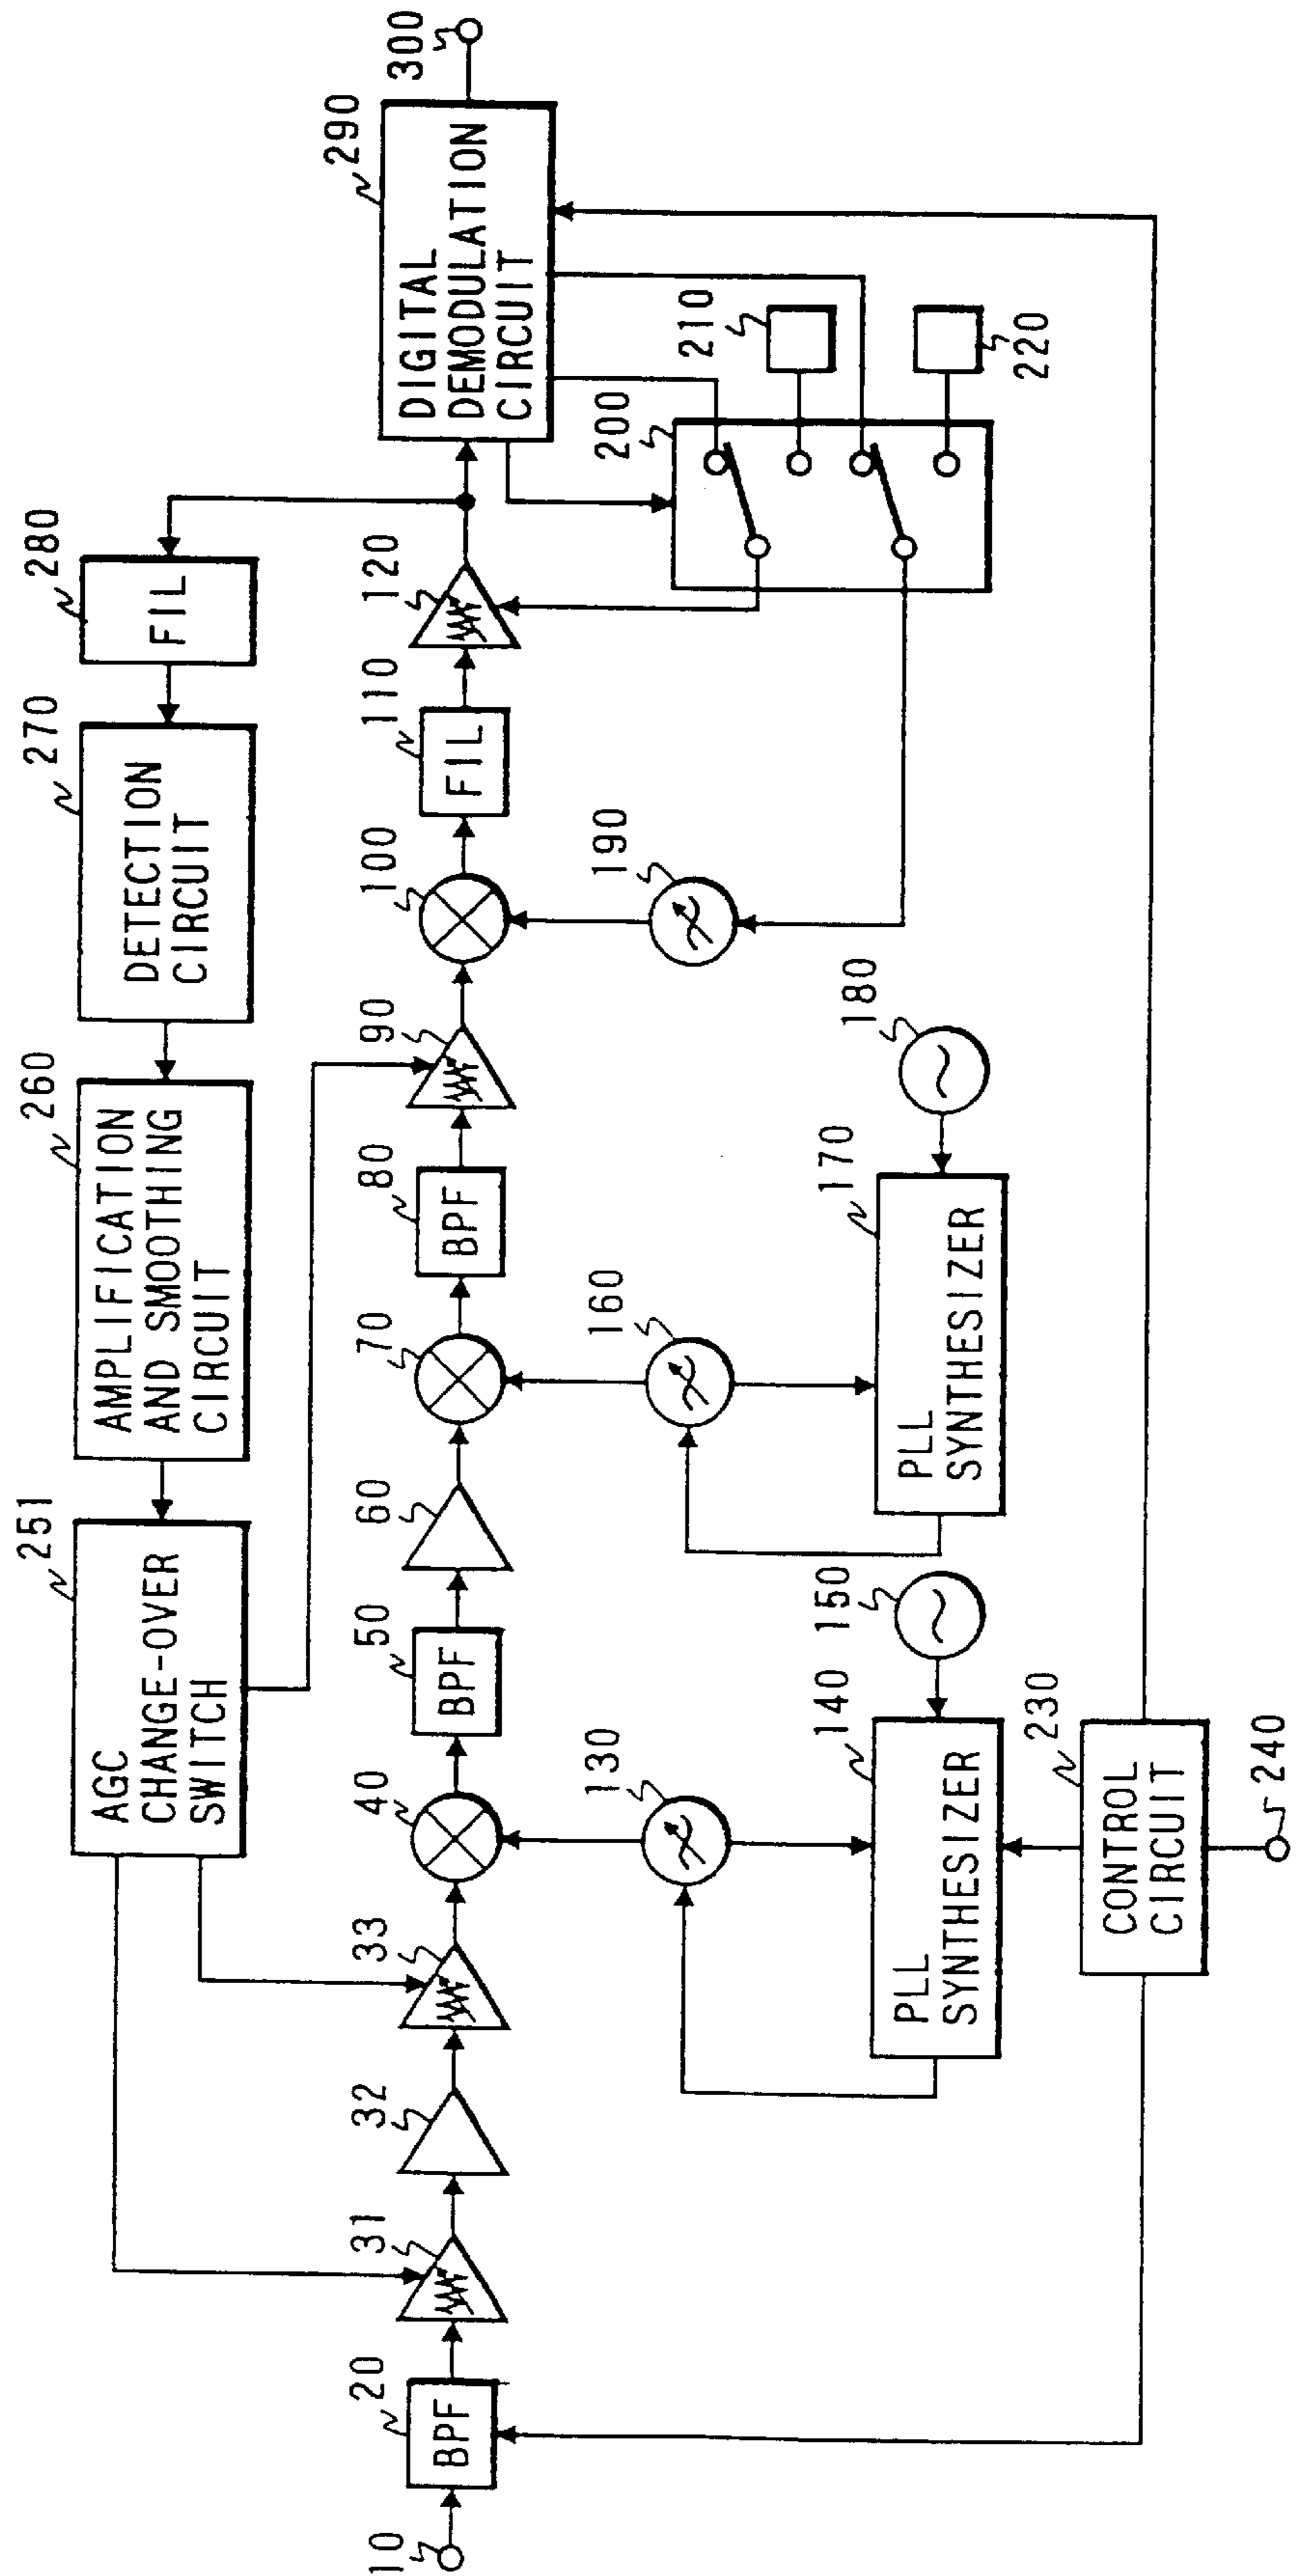 251
AGC
CHANGE-OVER
SWITCH
260
AMPLIFICATION
AND SMOOTHING
CIRCUIT
270
DETECTION
CIRCUIT
280
FIL
10
20
BPF
31
32
33
40
50
BPF
60
70
80
BPF
90
100
110
FIL
120
290
DIGITAL
DEMODULATION
CIRCUIT
300
130
160
190
200
210
220
140
PLL
SYNTHESIZER
150
170
PLL
SYNTHESIZER
180
230
CONTROL
CIRCUIT
240